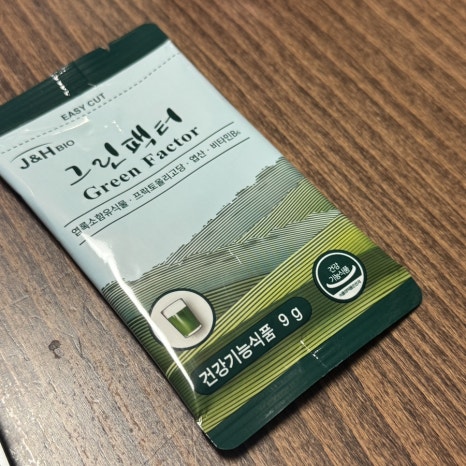 EASY CUT
J&H BIO
그린팩터
Green Factor
엽록소함유식물 · 프락토올리고당 · 엽산 · 비타민B₆
건강
기능식품
건강기능식품 9 g